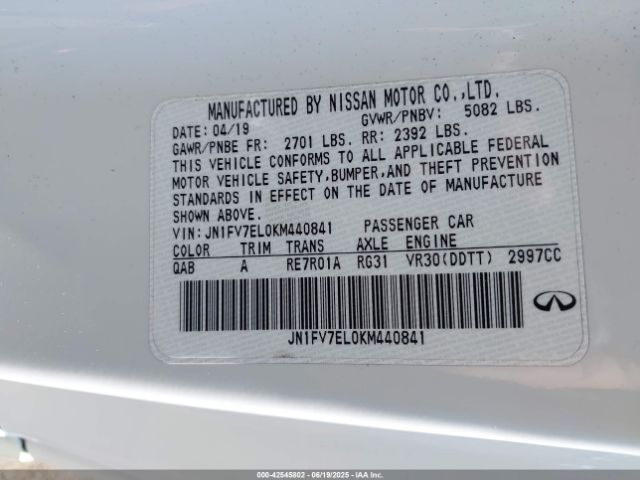 MANUFACTURED BY NISSAN MOTOR CO.,LTD.
DATE: 04/19 GVWR/PNBV: 5082 LBS.
GAWR/PNBE FR: 2701 LBS. RR: 2392 LBS.
THIS VEHICLE CONFORMS TO ALL APPLICABLE FEDERAL
MOTOR VEHICLE SAFETY,BUMPER,AND THEFT PREVENTION
STANDARDS IN EFFECT ON THE DATE OF MANUFACTURE
SHOWN ABOVE.
VIN: JN1FV7EL0KM440841 PASSENGER CAR
COLOR TRIM TRANS AXLE ENGINE
QAB A RE7R01A RG31 VR30(DDTT) 2997CC
JN1FV7EL0KM440841
000-42545802 - 06/19/2025 - IAAI.COM